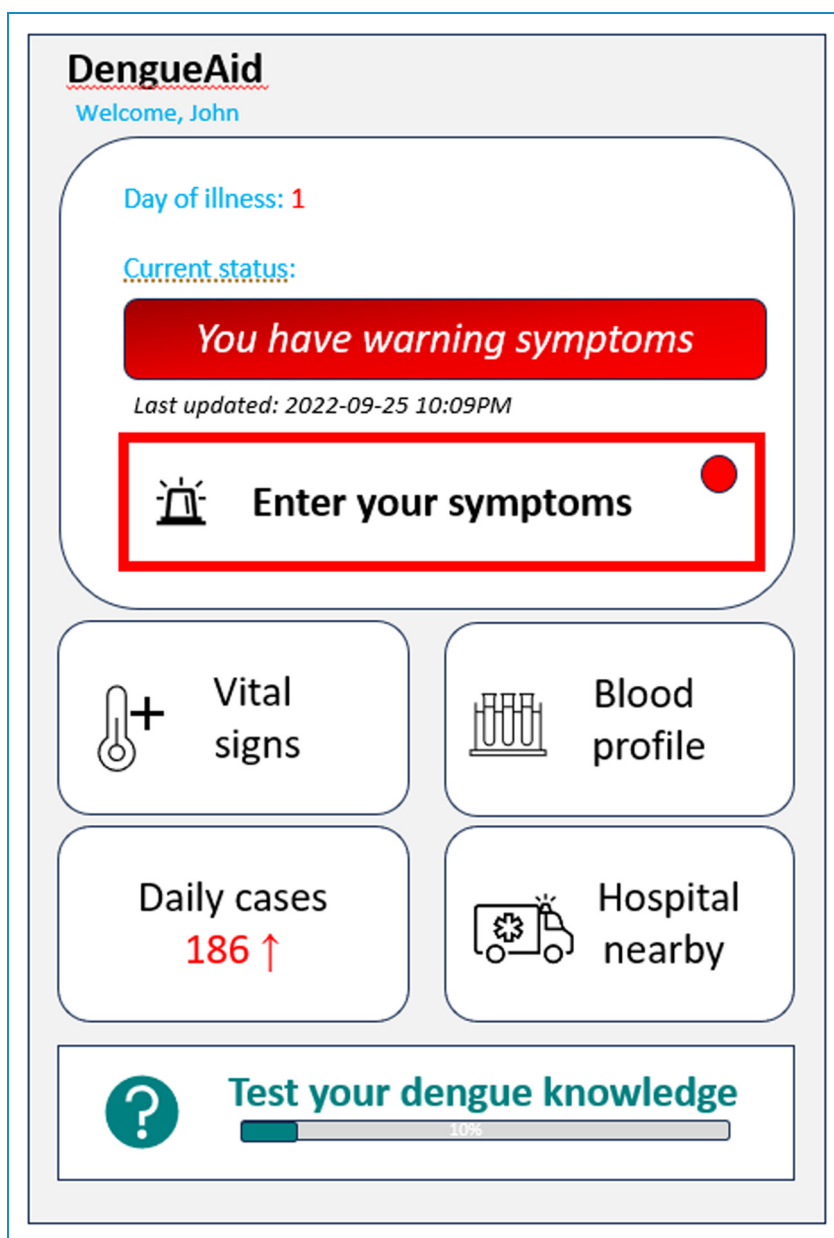 DengueAid
Welcome, John
Day of illness: 1
Current status:
You have warning symptoms
Last updated: 2022-09-25 10:09PM
Enter your symptoms
Vital
signs
Blood
profile
Daily cases
186 ↑
Hospital
nearby
Test your dengue knowledge
10%